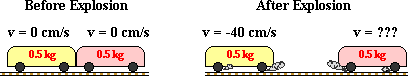 Before Explosion
After Explosion
v = 0 cm/s
v = 0 cm/s
v = -40 cm/s
v = ???
0.5 kg
0.5 kg
0.5 kg
0.5 kg